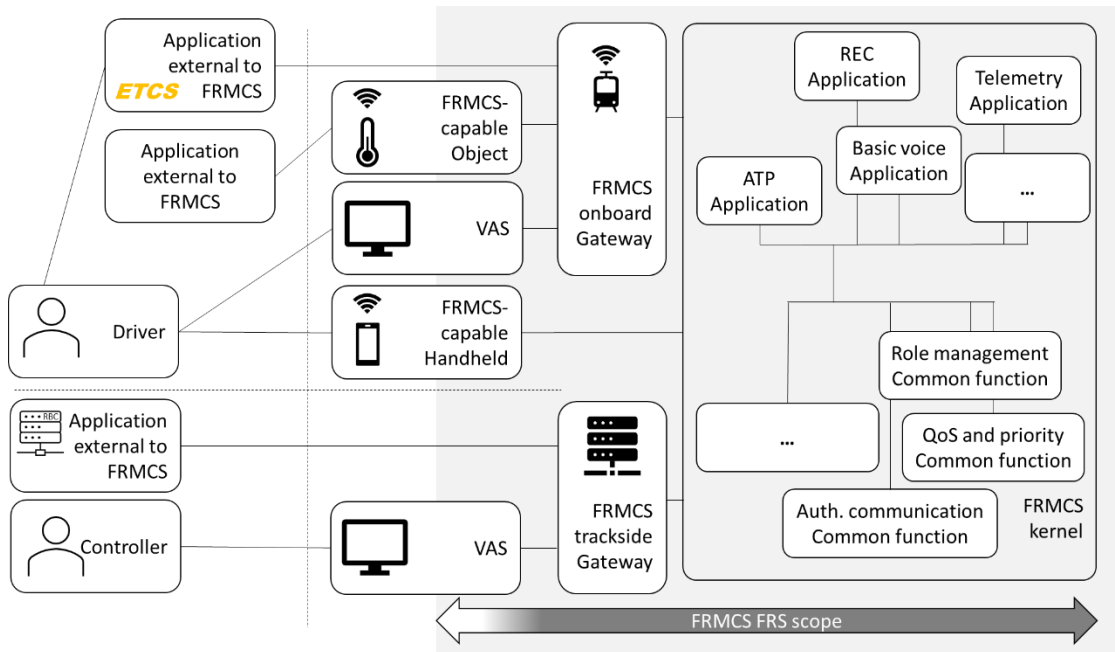 Application
external to
ETCS FRMCS
Application
external to
FRMCS
Driver
RBC
Application
external to
FRMCS
Controller
FRMCS-
capable
Object
VAS
FRMCS-
capable
Handheld
VAS
FRMCS
onboard
Gateway
FRMCS
trackside
Gateway
REC
Application
Telemetry
Application
Basic voice
Application
ATP
Application
...
Role management
Common function
...
QoS and priority
Common function
Auth. communication
Common function
FRMCS
kernel
FRMCS FRS scope